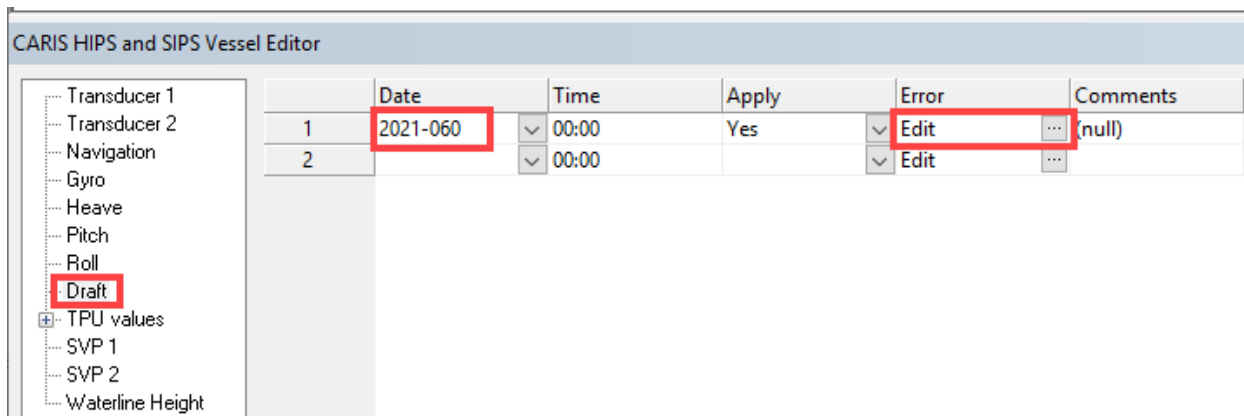 CARIS HIPS and SIPS Vessel Editor
Transducer 1
Transducer 2
Navigation
Gyro
Heave
Pitch
Roll
Draft
TPU values
SVP 1
SVP 2
Waterline Height
Date Time Apply Error Comments
1 2021-060 00:00 Yes Edit ... (null)
2 00:00 Edit ...